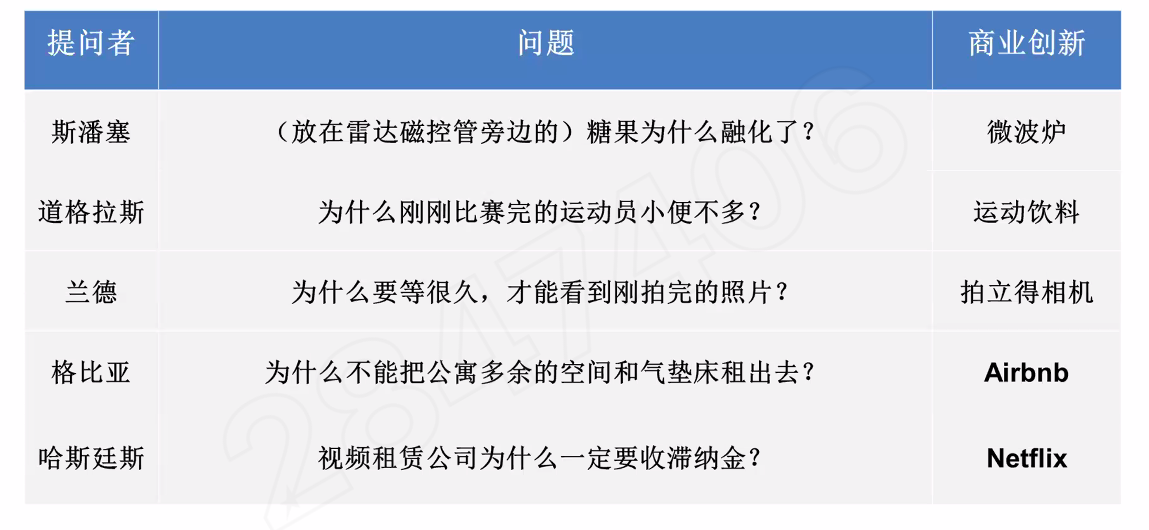 提问者 问题 商业创新
斯潘塞 （放在雷达磁控管旁边的）糖果为什么融化了？ 微波炉
道格拉斯 为什么刚刚比赛完的运动员小便不多？ 运动饮料
兰德 为什么要等很久，才能看到刚拍完的照片？ 拍立得相机
格比亚 为什么不能把公寓多余的空间和气垫床租出去？ Airbnb
哈斯廷斯 视频租赁公司为什么一定要收滞纳金？ Netflix
2847406